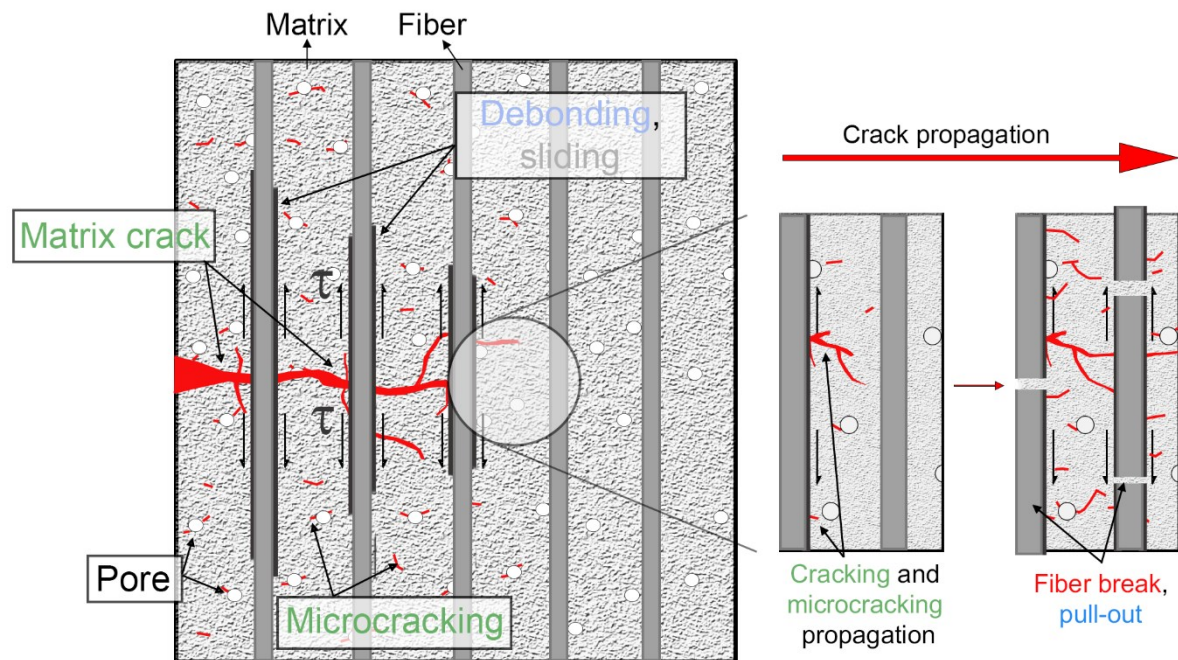 Matrix
Fiber
Debonding,
sliding
Matrix crack
τ
τ
Pore
Microcracking
Crack propagation
Cracking and
microcracking
propagation
Fiber break,
pull-out